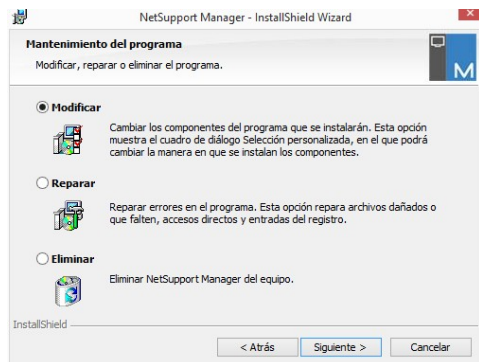 NetSupport Manager - InstallShield Wizard
Mantenimiento del programa
Modificar, reparar o eliminar el programa.
M
Modificar
Cambiar los componentes del programa que se instalarán. Esta opción
muestra el cuadro de diálogo Selección personalizada, en el que podrá
cambiar la manera en que se instalan los componentes.
Reparar
Reparar errores en el programa. Esta opción repara archivos dañados o
que falten, accesos directos y entradas del registro.
Eliminar
Eliminar NetSupport Manager del equipo.
InstallShield
< Atrás Siguiente > Cancelar